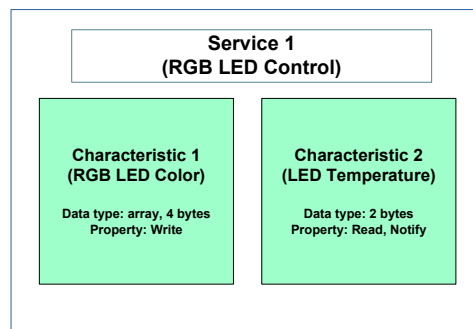 Service 1
(RGB LED Control)
Characteristic 1
(RGB LED Color)
Data type: array, 4 bytes
Property: Write
Characteristic 2
(LED Temperature)
Data type: 2 bytes
Property: Read, Notify